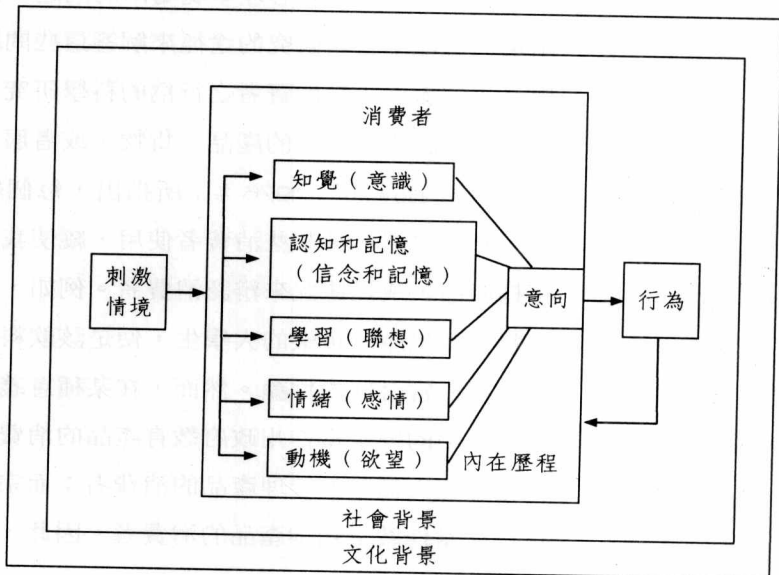 消費者
知覺（意識）
認知和記憶
（信念和記憶）
刺激
情境
意向
行為
學習（聯想）
情緒（感情）
動機（欲望）
內在歷程
社會背景
文化背景